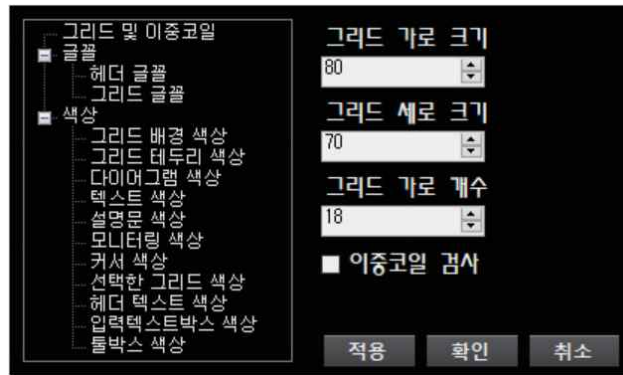 그리드 및 이중코일
글꼴
헤더 글꼴
그리드 글꼴
색상
그리드 배경 색상
그리드 테두리 색상
다이어그램 색상
텍스트 색상
설명문 색상
모니터링 색상
커서 색상
선택한 그리드 색상
헤더 텍스트 색상
입력텍스트박스 색상
툴박스 색상
그리드 가로 크기
80
그리드 세로 크기
70
그리드 가로 개수
18
이중코일 검사
적용 확인 취소